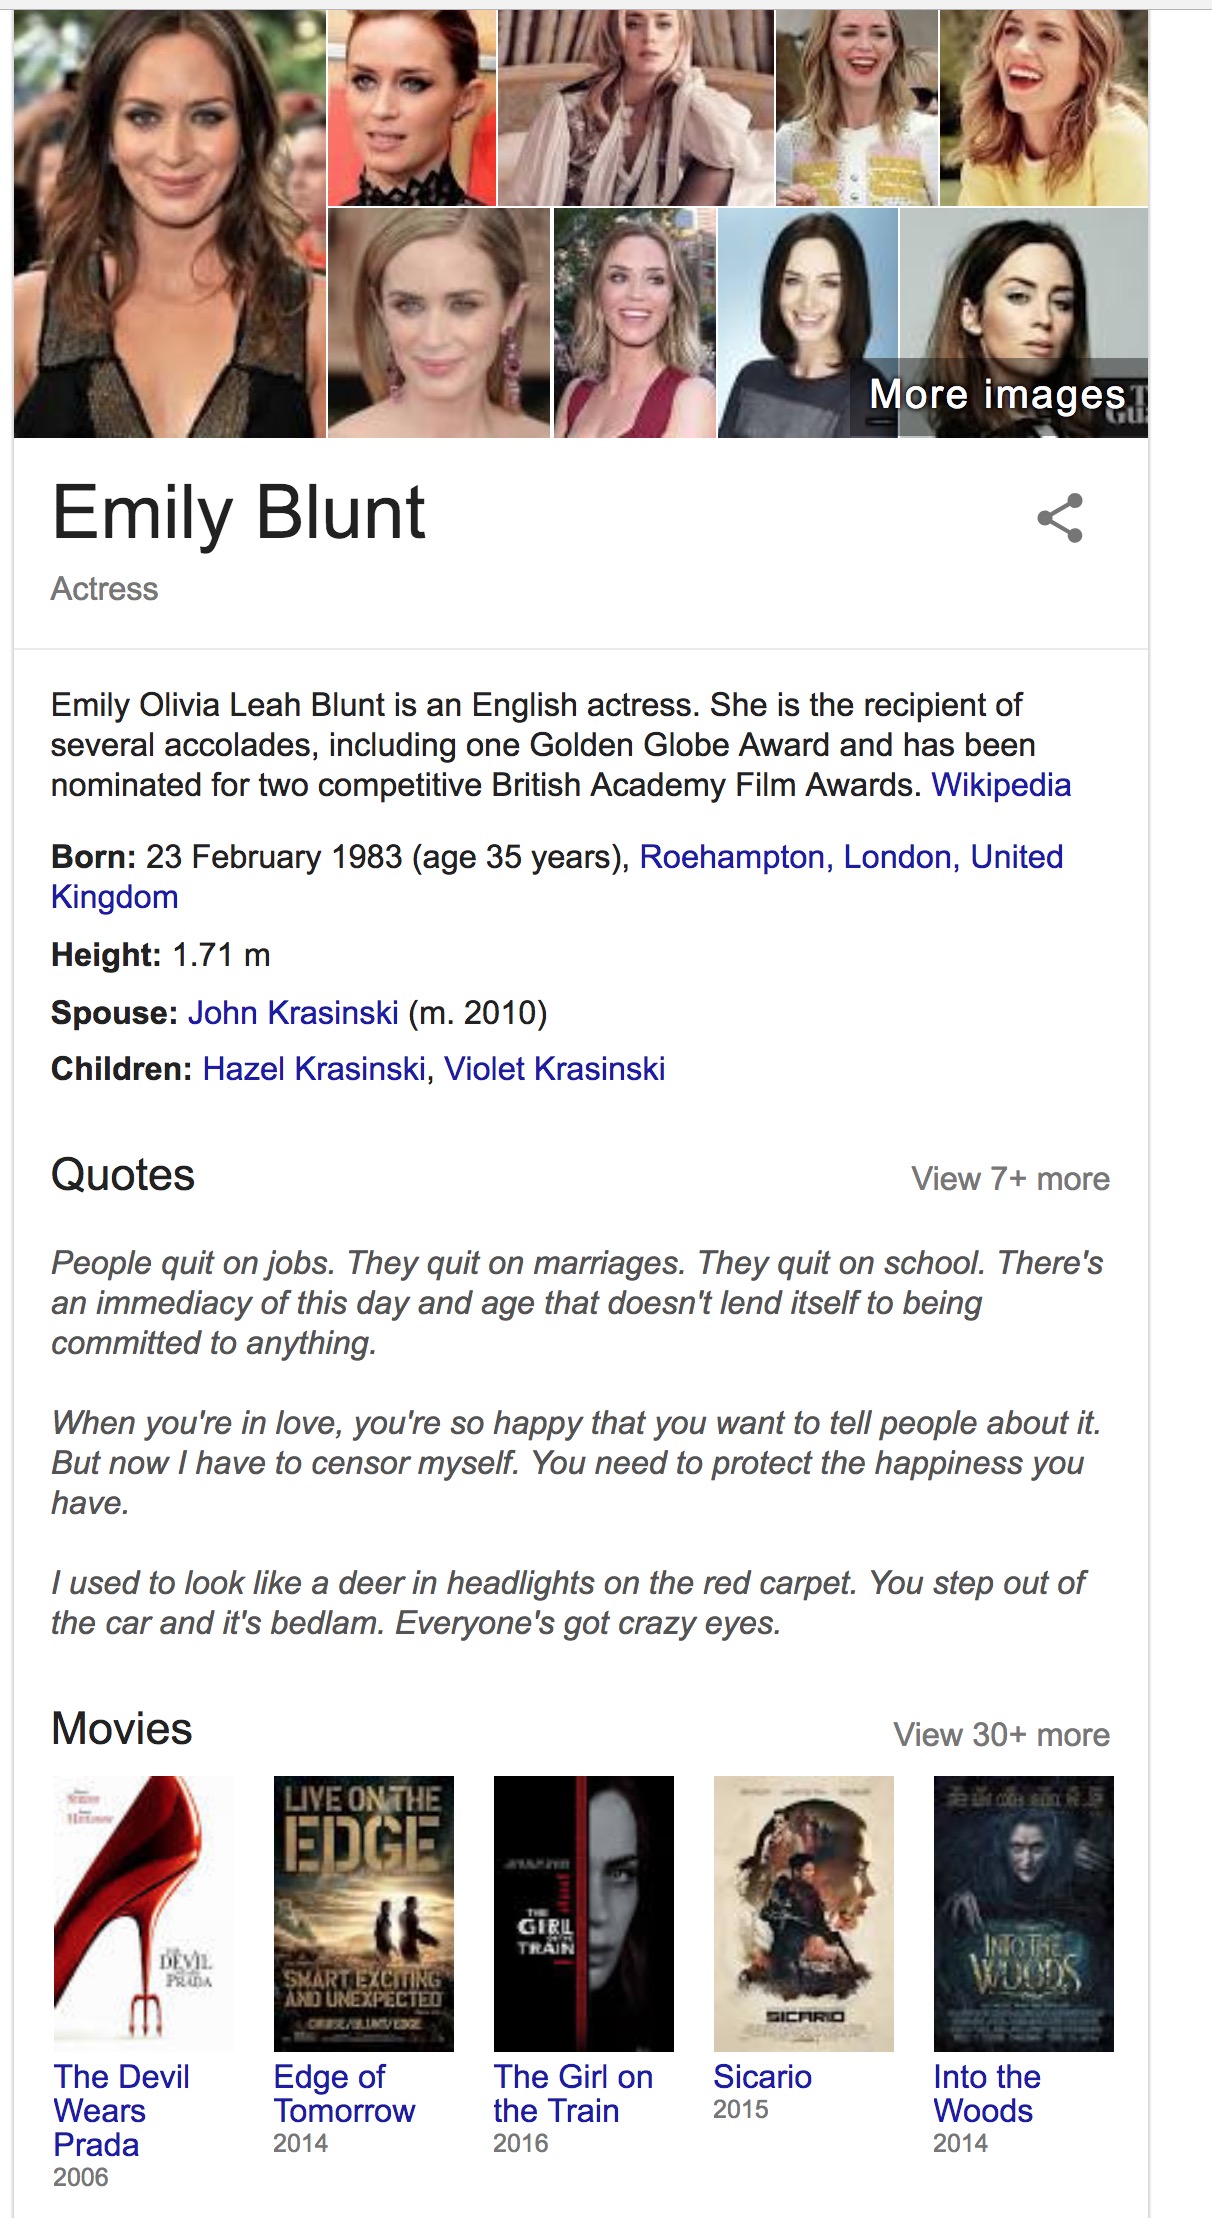 More images
Emily Blunt
Actress
Emily Olivia Leah Blunt is an English actress. She is the recipient of
several accolades, including one Golden Globe Award and has been
nominated for two competitive British Academy Film Awards. Wikipedia
Born: 23 February 1983 (age 35 years), Roehampton, London, United
Kingdom
Height: 1.71 m
Spouse: John Krasinski (m. 2010)
Children: Hazel Krasinski, Violet Krasinski
Quotes
View 7+ more
People quit on jobs. They quit on marriages. They quit on school. There's
an immediacy of this day and age that doesn't lend itself to being
committed to anything.
When you're in love, you're so happy that you want to tell people about it.
But now I have to censor myself. You need to protect the happiness you
have.
I used to look like a deer in headlights on the red carpet. You step out of
the car and it's bedlam. Everyone's got crazy eyes.
Movies
View 30+ more
DEVIL
PRADA
LIVE ON THE
EDGE
SMART EXCITING
AND UNEXPECTED
CRUISE/BLUNT/EDGE
THE
GIRL
TRAIN
SICARIO
INTO THE
WOODS
The Devil
Wears
Prada
2006
Edge of
Tomorrow
2014
The Girl on
the Train
2016
Sicario
2015
Into the
Woods
2014